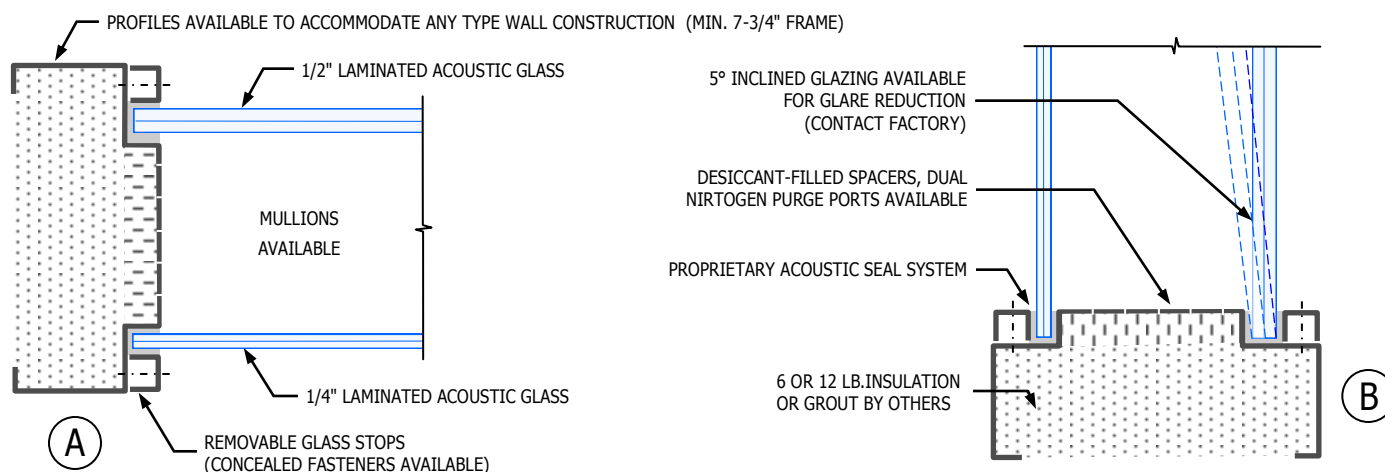 PROFILES AVAILABLE TO ACCOMMODATE ANY TYPE WALL CONSTRUCTION (MIN. 7-3/4" FRAME)
1/2" LAMINATED ACOUSTIC GLASS
MULLIONS
AVAILABLE
1/4" LAMINATED ACOUSTIC GLASS
REMOVABLE GLASS STOPS
(CONCEALED FASTENERS AVAILABLE)
A
5° INCLINED GLAZING AVAILABLE
FOR GLARE REDUCTION
(CONTACT FACTORY)
DESICCANT-FILLED SPACERS, DUAL
NIRTOGEN PURGE PORTS AVAILABLE
PROPRIETARY ACOUSTIC SEAL SYSTEM
6 OR 12 LB.INSULATION
OR GROUT BY OTHERS
B